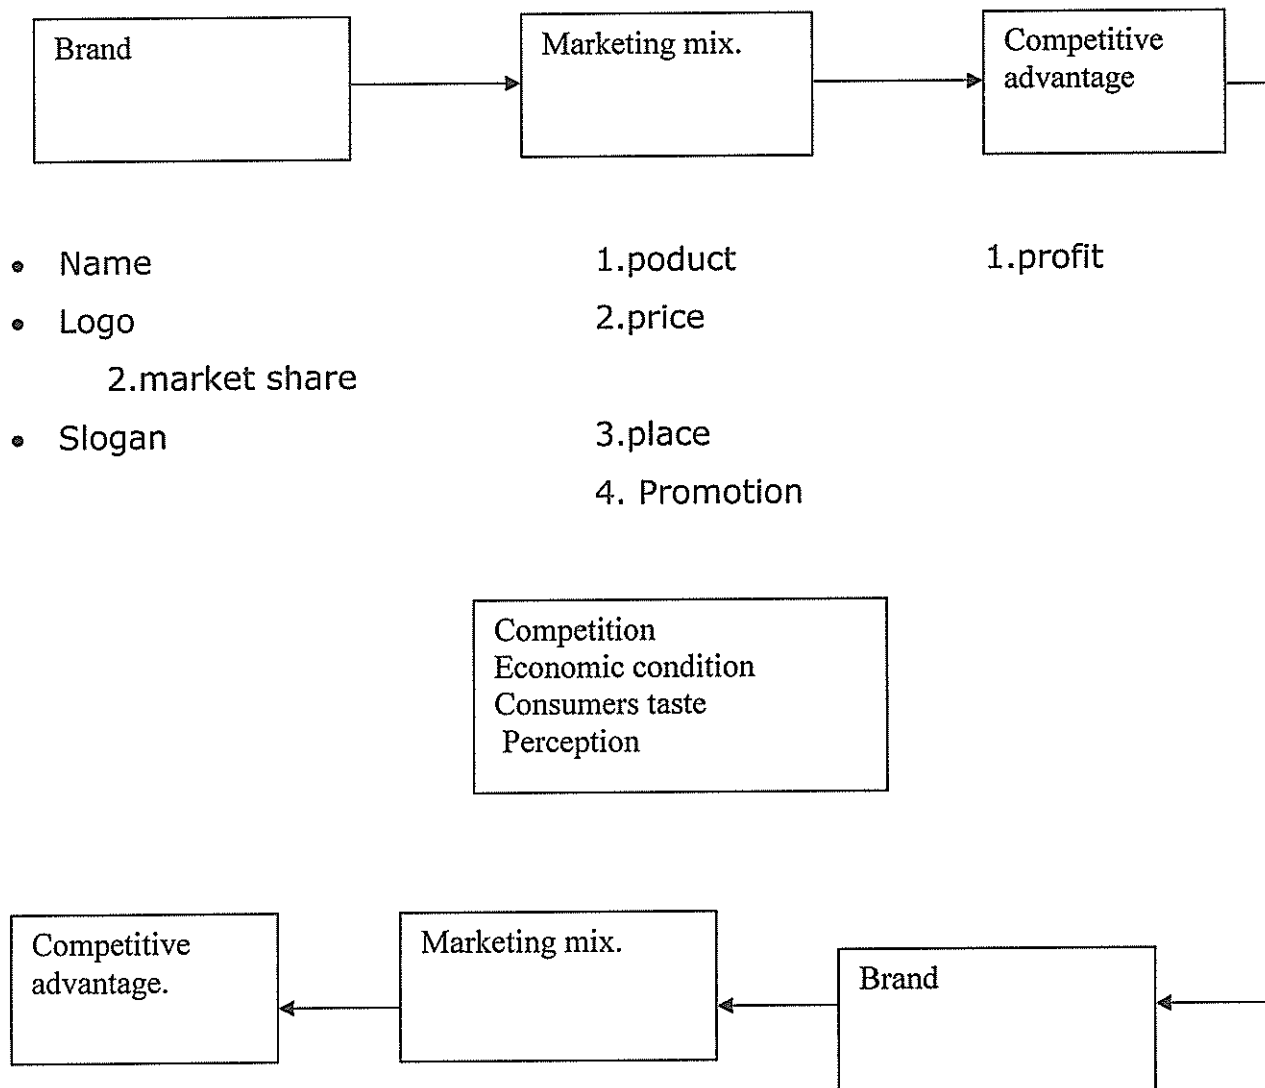 Brand
Marketing mix.
Competitive
advantage
• Name
1.poduct
1.profit
• Logo
2.price
2.market share
• Slogan
3.place
4. Promotion
Competition
Economic condition
Consumers taste
Perception
Competitive
advantage.
Marketing mix.
Brand